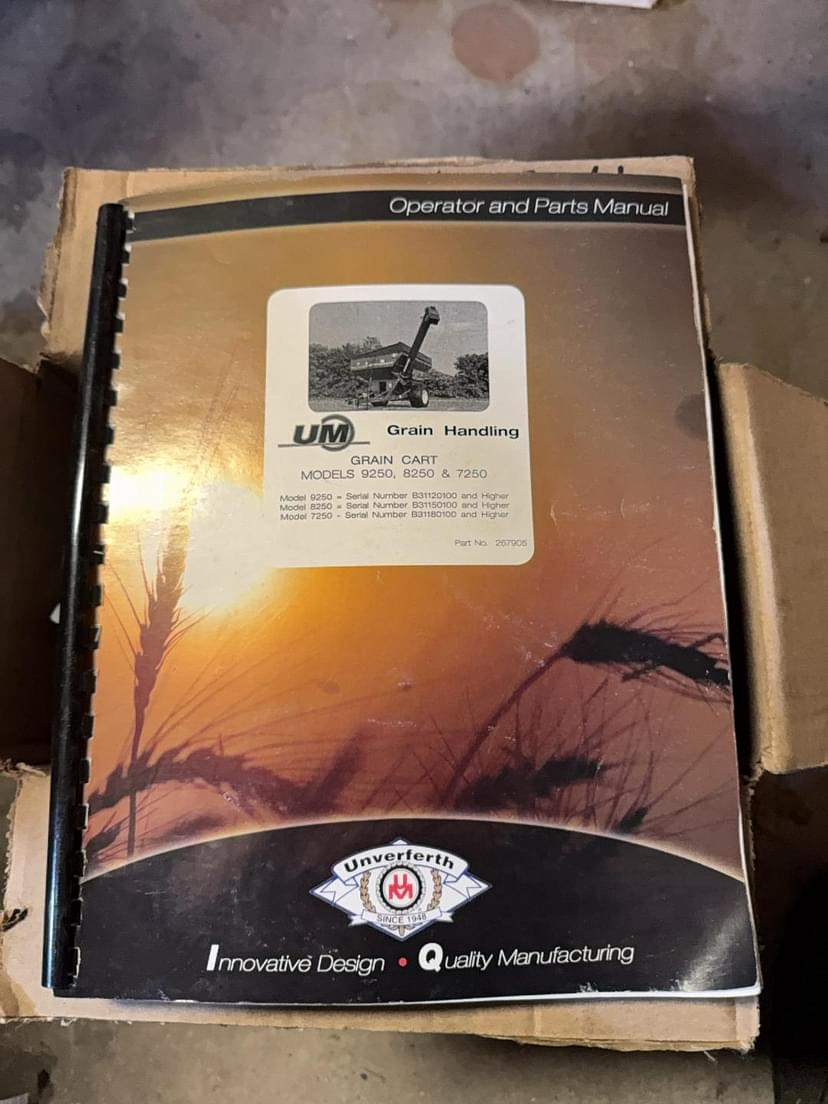 Operator and Parts Manual
UM Grain Handling
GRAIN CART
MODELS 9250, 8250 & 7250
Model 9250 = Serial Number B31120100 and Higher
Model 8250 = Serial Number B31150100 and Higher
Model 7250 - Serial Number B31180100 and Higher
Part No. 267905
Unverferth
UM
SINCE 1948
Innovative Design • Quality Manufacturing